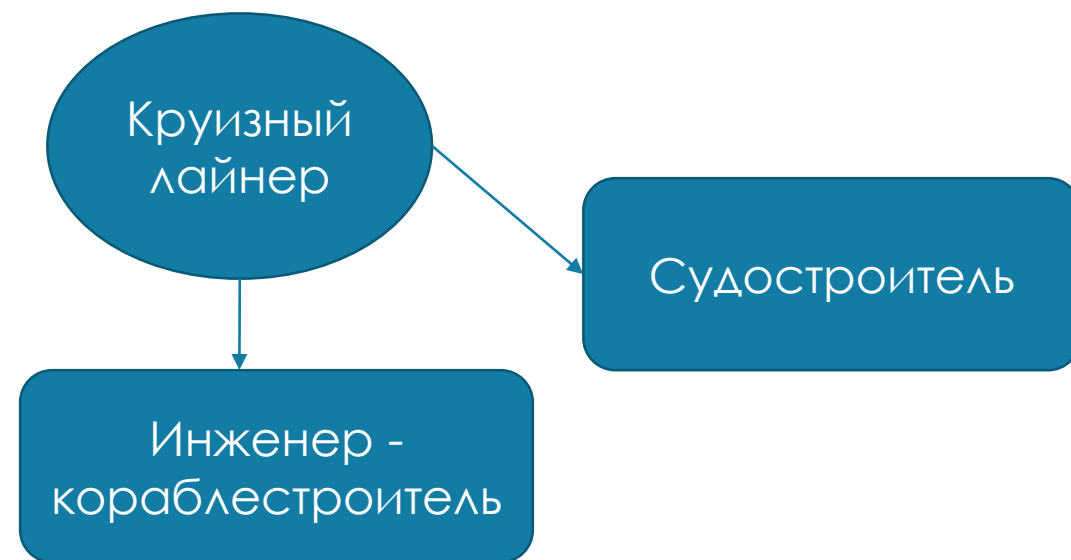 Круизный
лайнер
Судостроитель
Инженер -
кораблестроитель